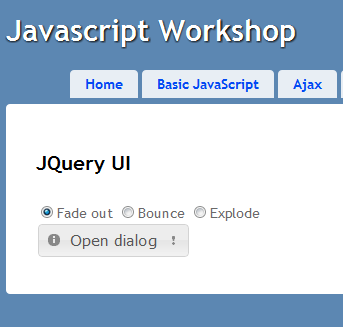 Javascript Workshop
Home Basic JavaScript Ajax
JQuery UI
Fade out Bounce Explode
Open dialog